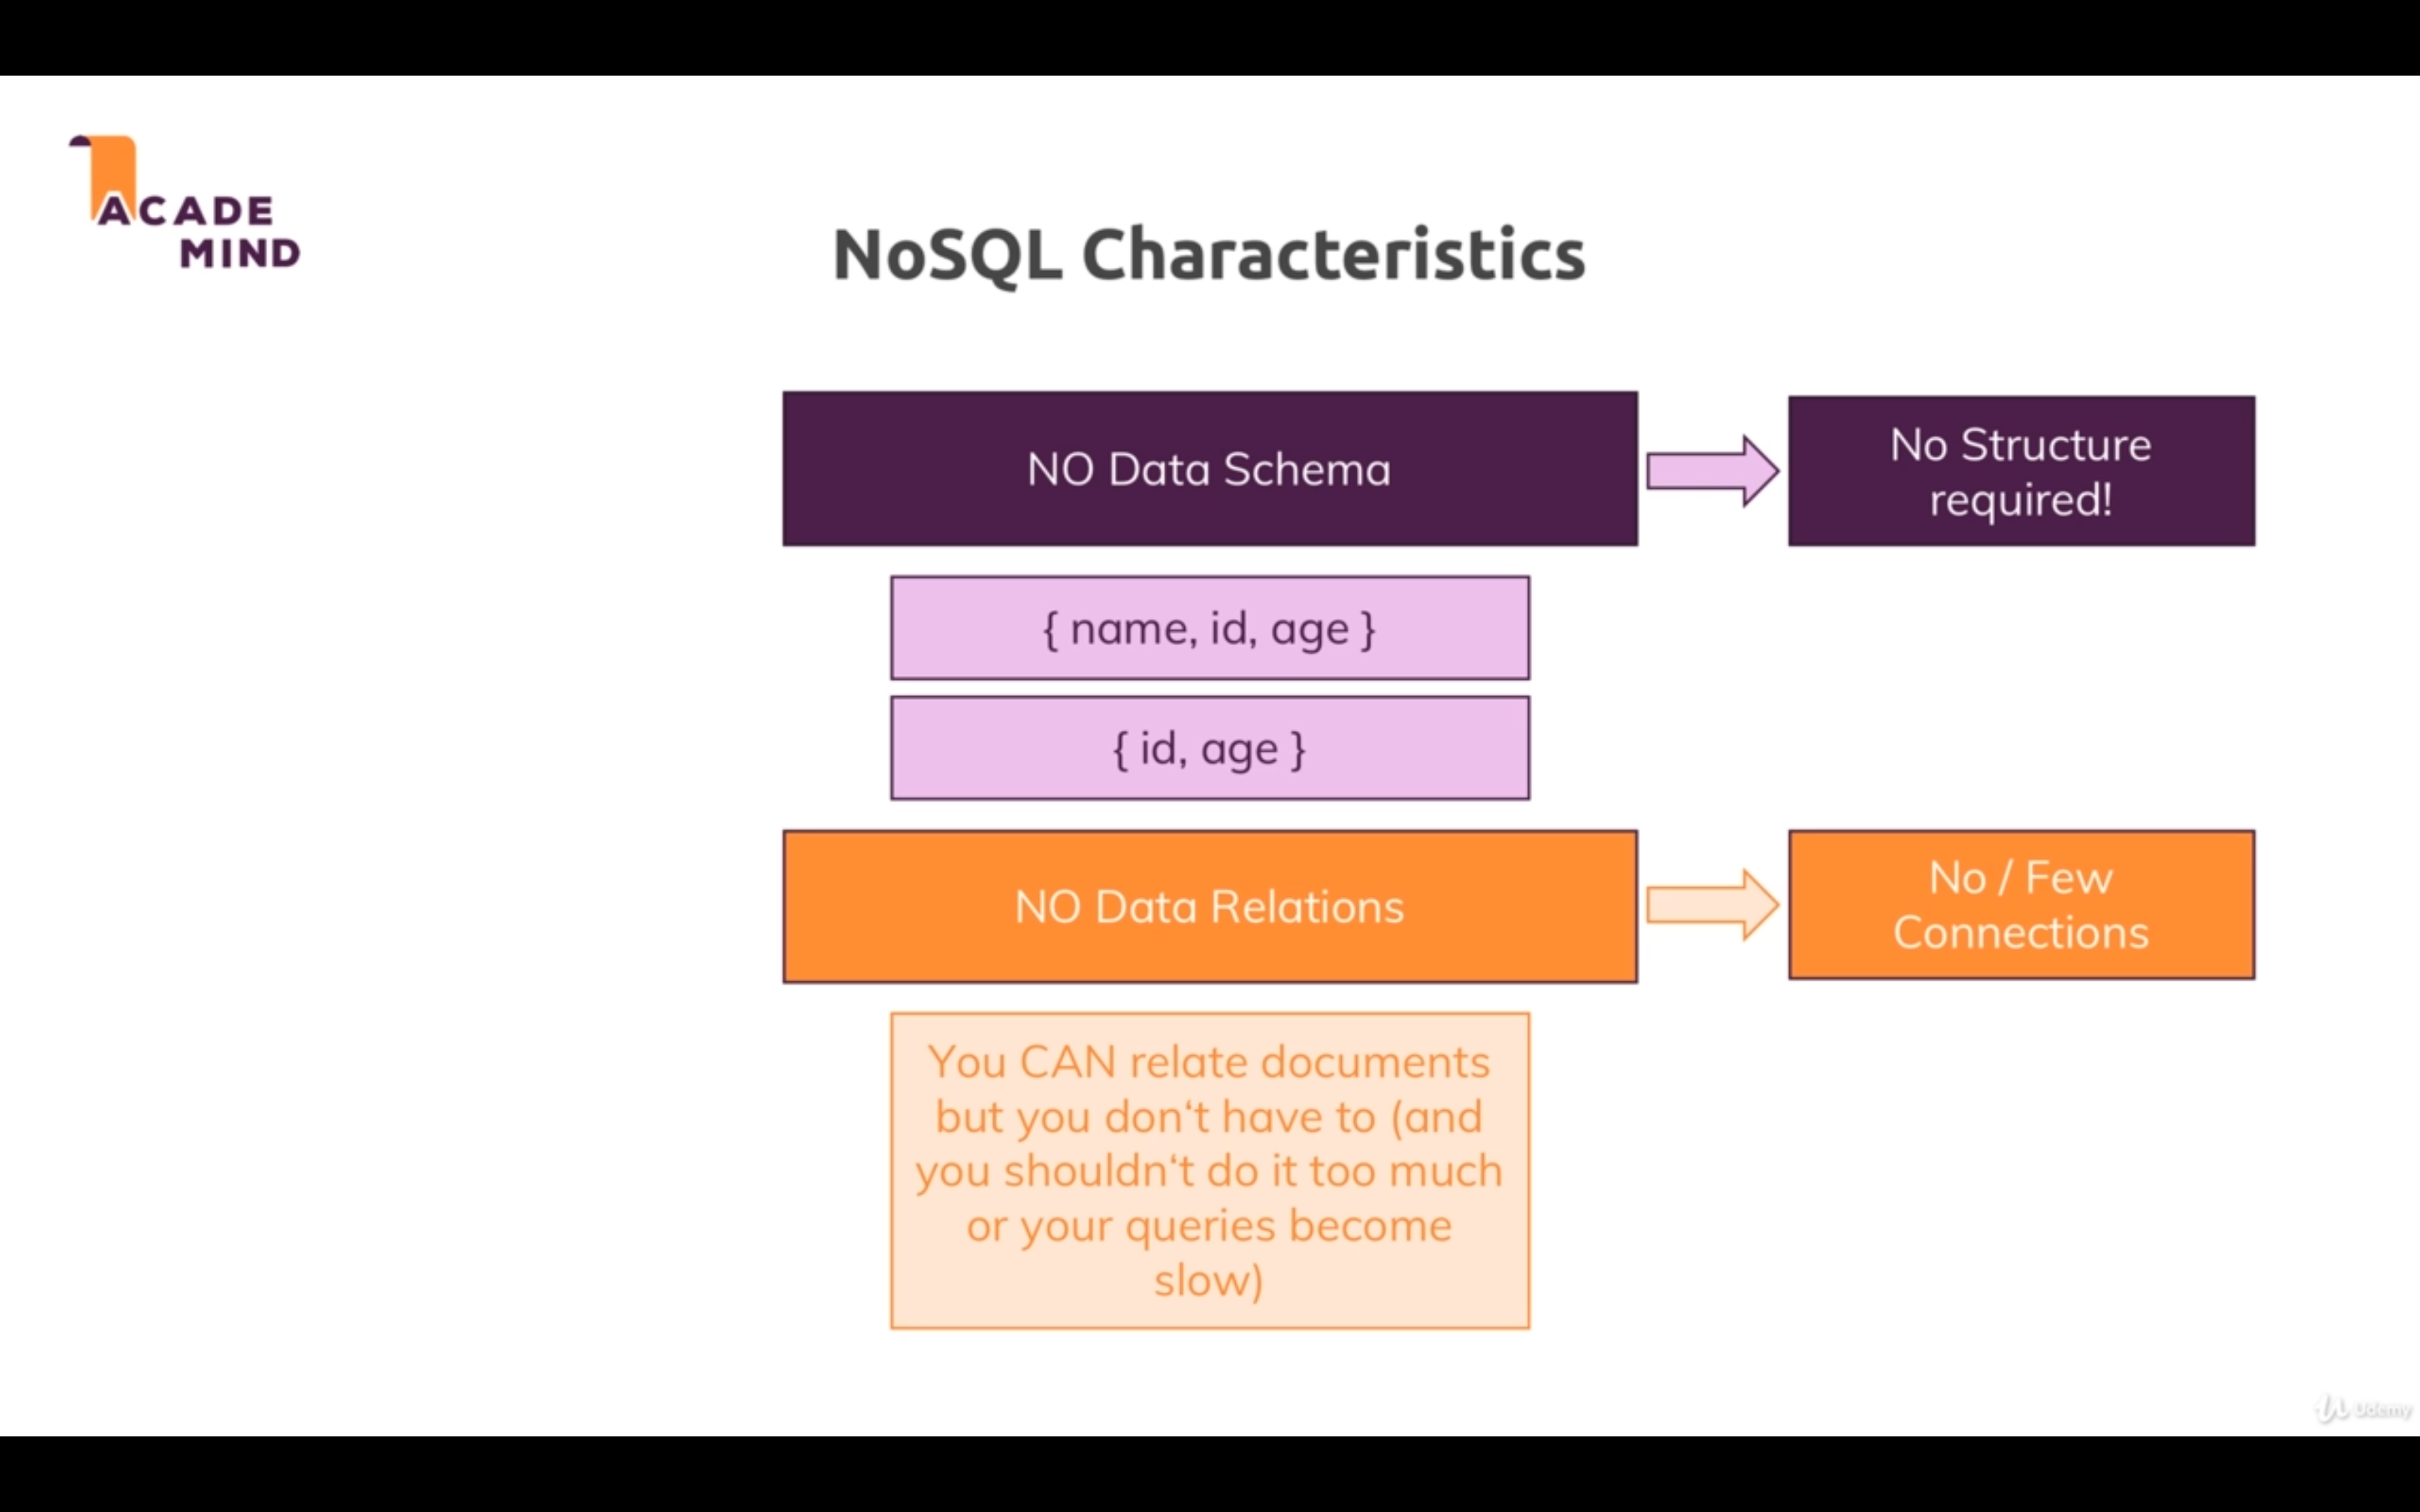 ACADE
MIND
NoSQL Characteristics
NO Data Schema
No Structure
required!
{ name, id, age }
{ id, age }
NO Data Relations
No / Few
Connections
You CAN relate documents
but you don‘t have to (and
you shouldn‘t do it too much
or your queries become
slow)
Udemy